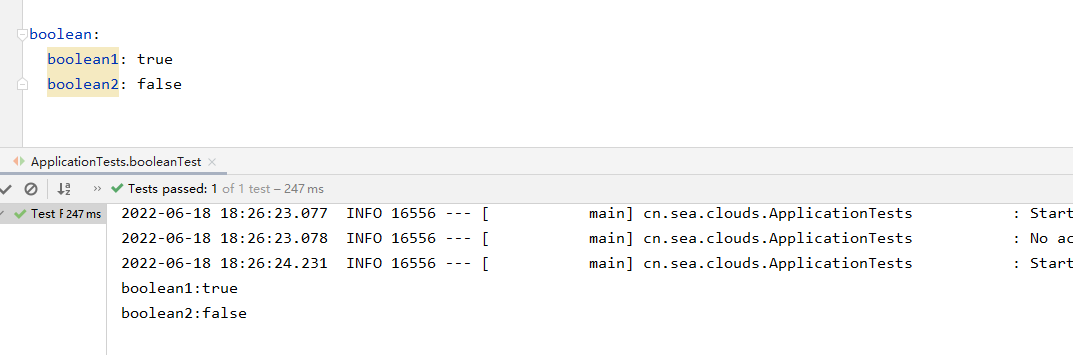 boolean:
boolean1: true
boolean2: false
ApplicationTests.booleanTest ×
» Tests passed: 1 of 1 test – 247 ms
Test 247 ms
2022-06-18 18:26:23.077 INFO 16556 --- [ main] cn.sea.clouds.ApplicationTests : Start
2022-06-18 18:26:23.078 INFO 16556 --- [ main] cn.sea.clouds.ApplicationTests : No ac
2022-06-18 18:26:24.231 INFO 16556 --- [ main] cn.sea.clouds.ApplicationTests : Start
boolean1:true
boolean2:false